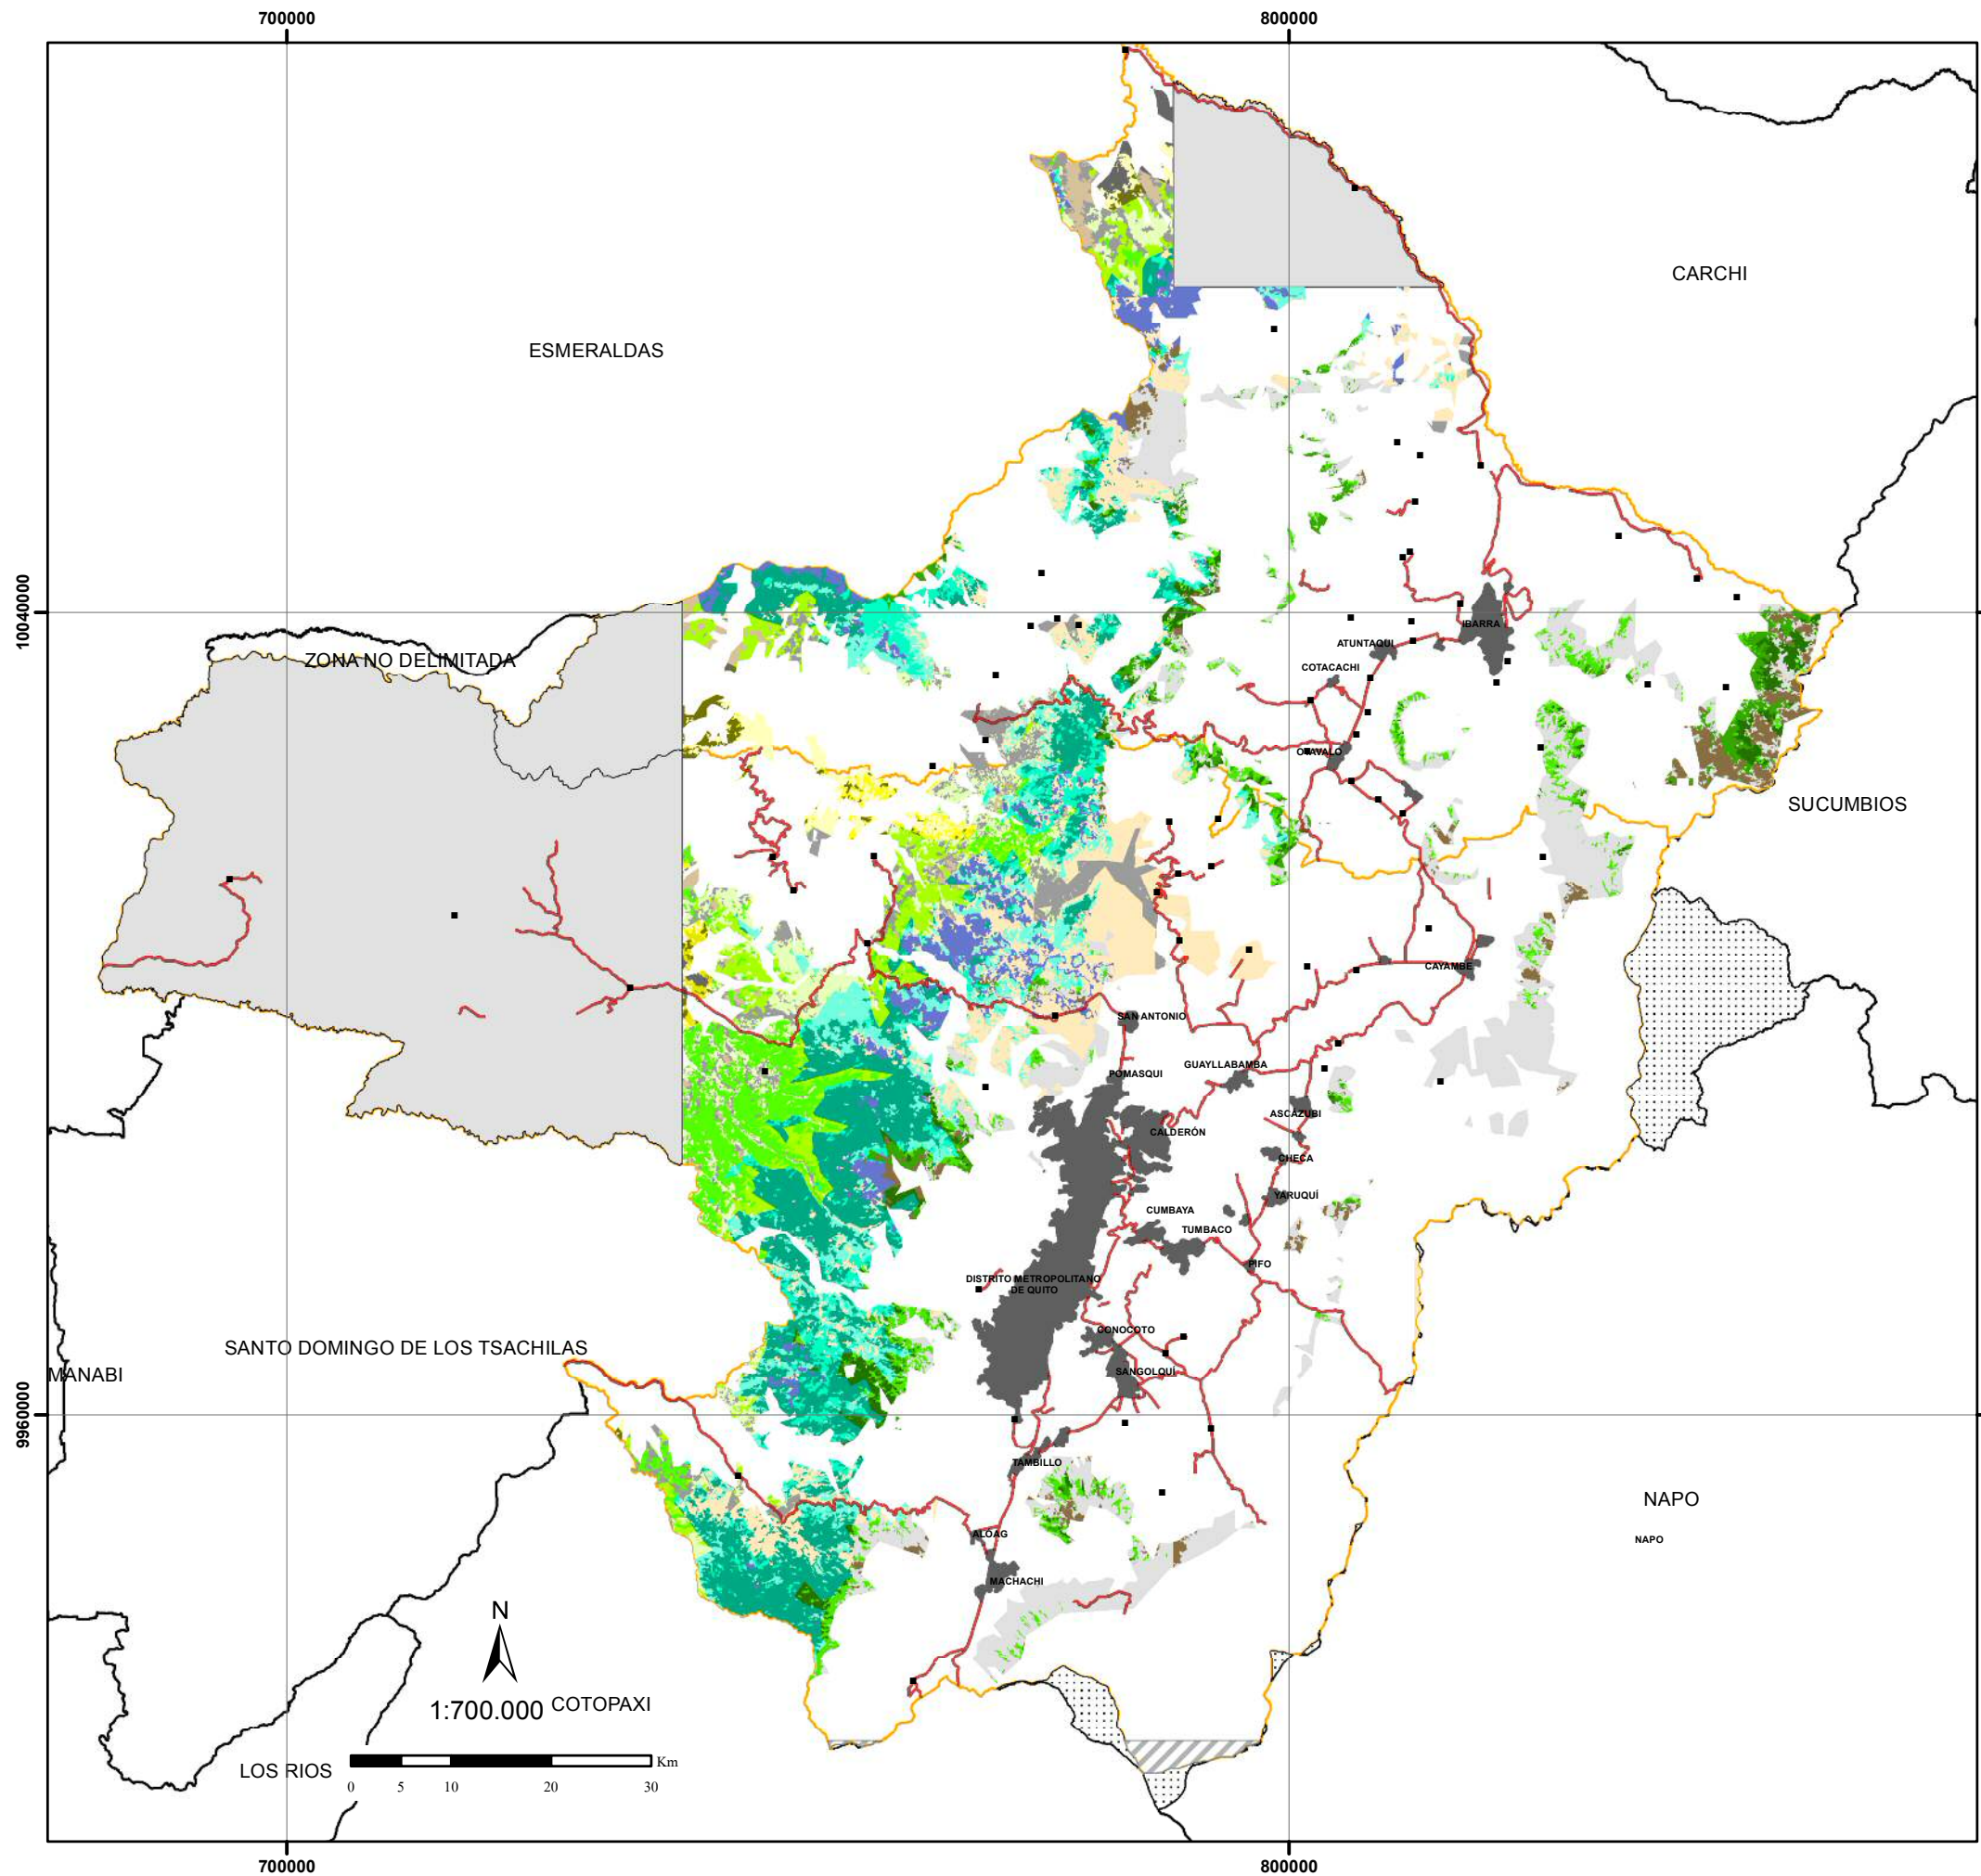 700000
800000
CARCHI
ESMERALDAS
10040000
IBARRA
ATUNTAQUI
ZONA NO DELIMITADA
COTACACHI
OTAVALO
SUCUMBIOS
CAYAMBE
SAN ANTONIO
GUAYLLABAMBA
POMASQUI
ASCÁZUBI
CALDERÓN
CHECA
YARUQUÍ
CUMBAYA
TUMBACO
PIFO
DISTRITO METROPOLITANO
DE QUITO
CONOCOTO
SANTO DOMINGO DE LOS TSACHILAS
MANABI
SANGOLQUÍ
9960000
TAMBILLO
NAPO
ALOAG
NAPO
MACHACHI
N
1:700.000
COTOPAXI
LOS RIOS
Km
0 5 10 20 30
700000
800000